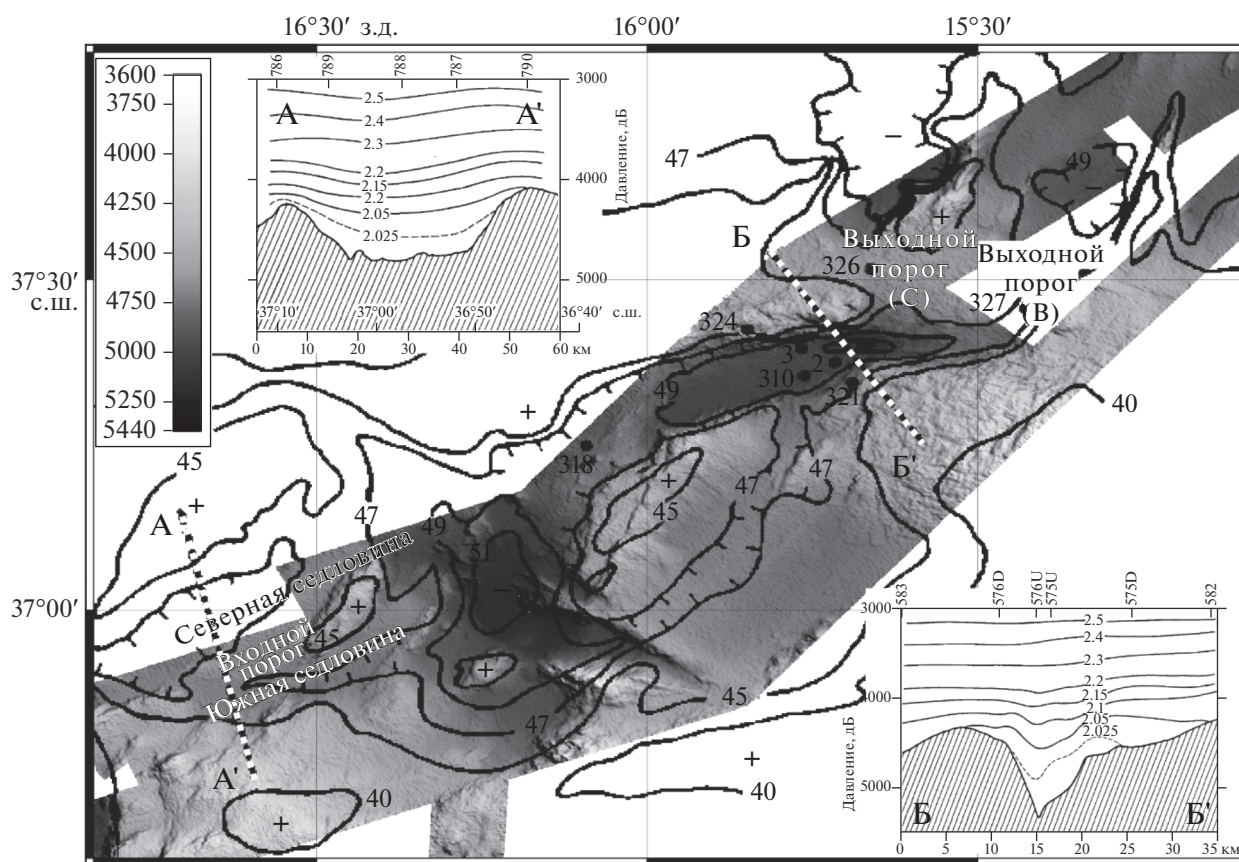 16°30′ з.д.
16°00′
15°30′
3600
3750
4000
4250
4500
4750
5000
5250
5440
786
789
788
787
790
3000
4000
5000
Давление, дБ
А
А'
2.5
2.4
2.3
2.2
2.15
2.2
2.05
2.025
37°10′
37°00′
36°50′
36°40′
с.ш.
0
10
20
30
40
50
60 км
47
49
Б
Выходной
порог
(С)
Выходной
порог
(В)
326
327
37°30′
с.ш.
324
3
2
310
321
49
40
318
Б'
47
47
45
45
А
47
49
51
Северная седловина
37°00′
45
Входной
порог
Южная седловина
45
47
А'
40
40
583
576D
576U
575U
575D
582
3000
4000
5000
Давление, дБ
2.5
2.4
2.3
2.2
2.15
2.1
2.05
2.025
Б
Б'
0
5
10
15
20
25
30
35
км